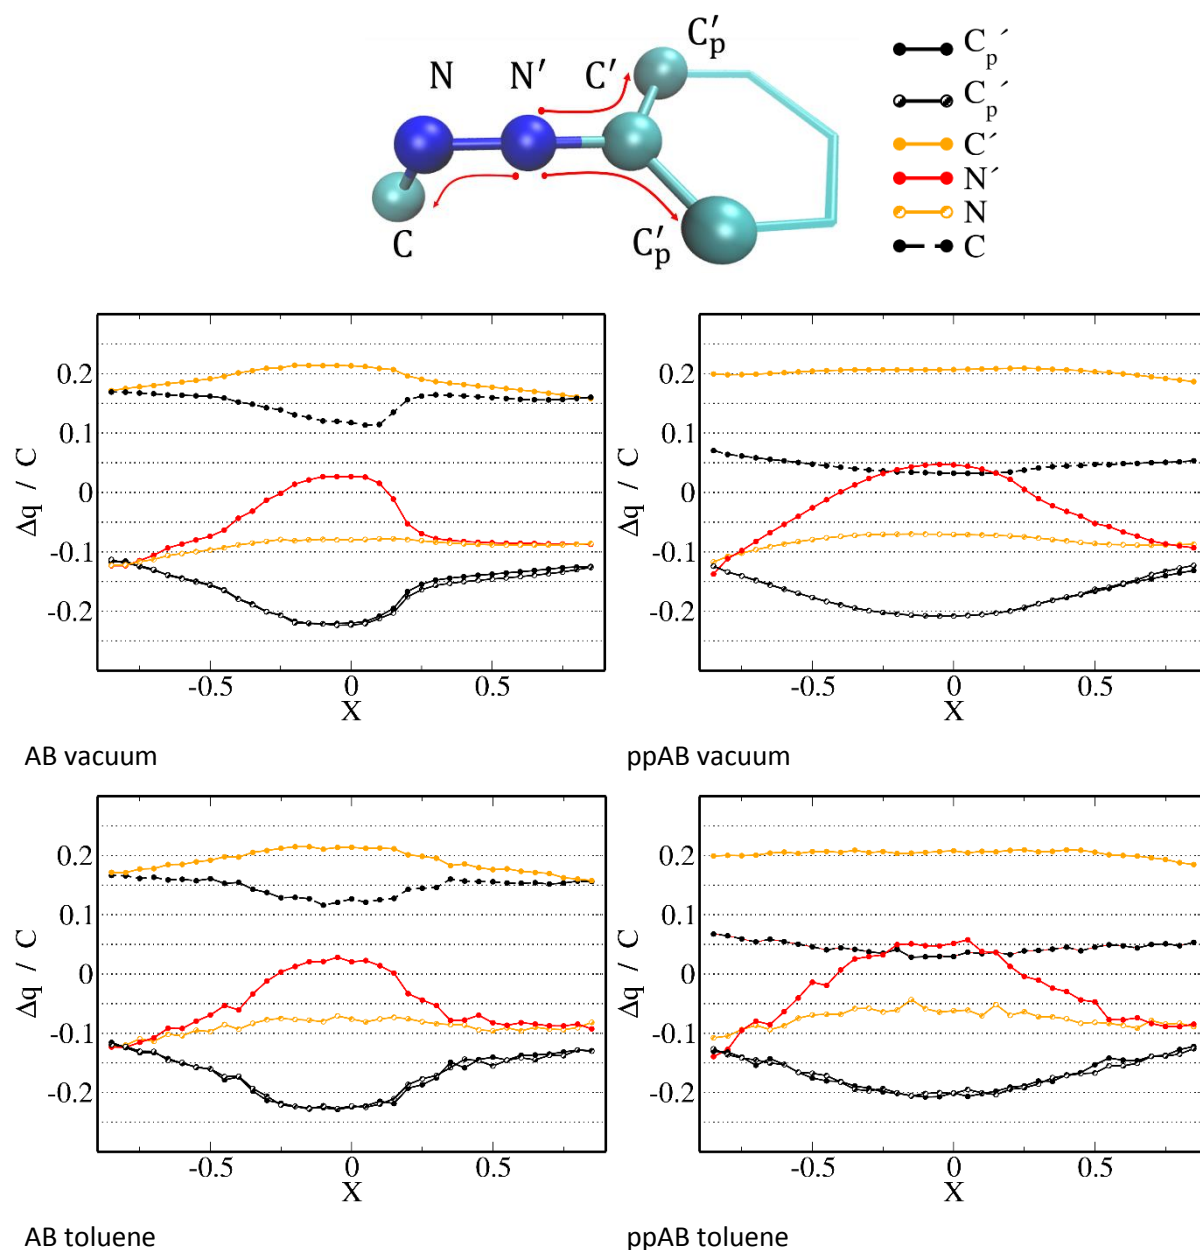 C′p
N N′ C′
C
C′p
Cp´
Cp´
C´
N´
N
C
0.2
0.1
0
-0.1
-0.2
Δq / C
-0.5 0 0.5
X
AB vacuum
-0.5 0 0.5
X
ppAB vacuum
0.2
0.1
0
-0.1
-0.2
Δq / C
0.2
0.1
0
-0.1
-0.2
Δq / C
-0.5 0 0.5
X
AB toluene
0.2
0.1
0
-0.1
-0.2
Δq / C
-0.5 0 0.5
X
ppAB toluene